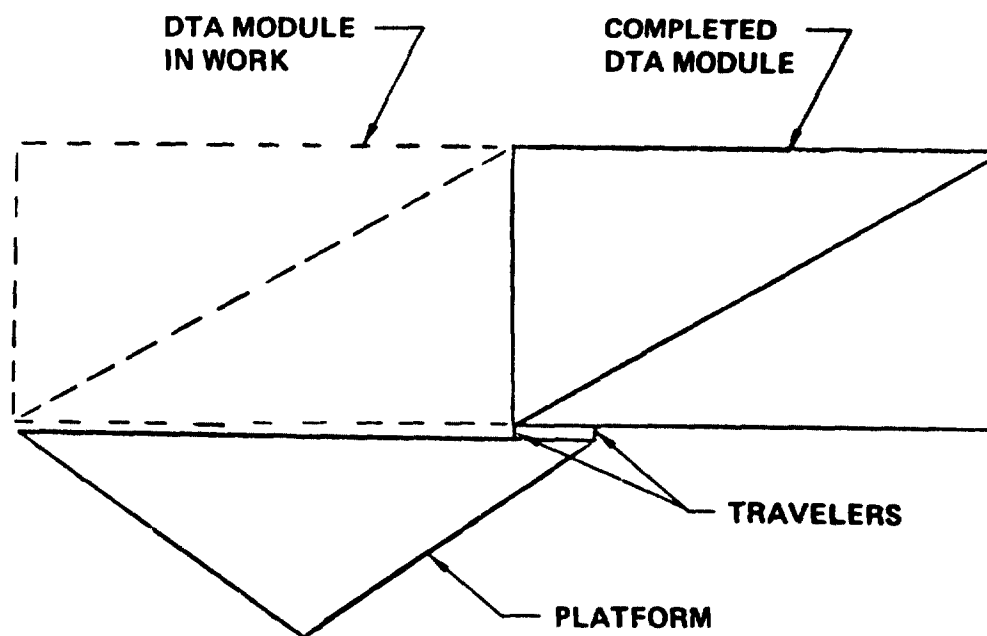 DTA MODULE
IN WORK
COMPLETED
DTA MODULE
TRAVELERS
PLATFORM